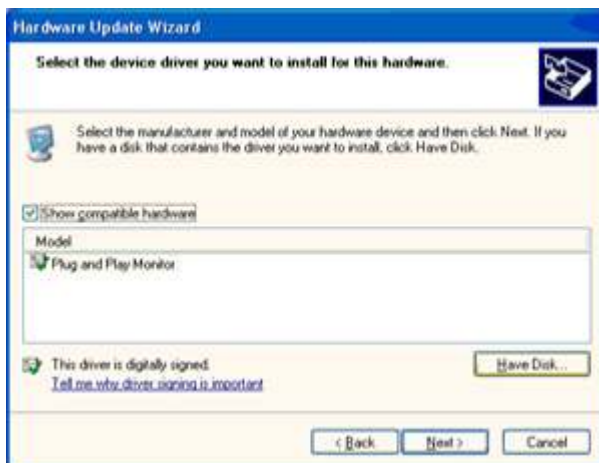 Hardware Update Wizard
Select the device driver you want to install for this hardware.
Select the manufacturer and model of your hardware device and then click Next. If you
have a disk that contains the driver you want to install, click Have Disk.
Show compatible hardware
Model
Plug and Play Monitor
This driver is digitally signed.
Tell me why driver signing is important
Have Disk...
< Back
Next >
Cancel